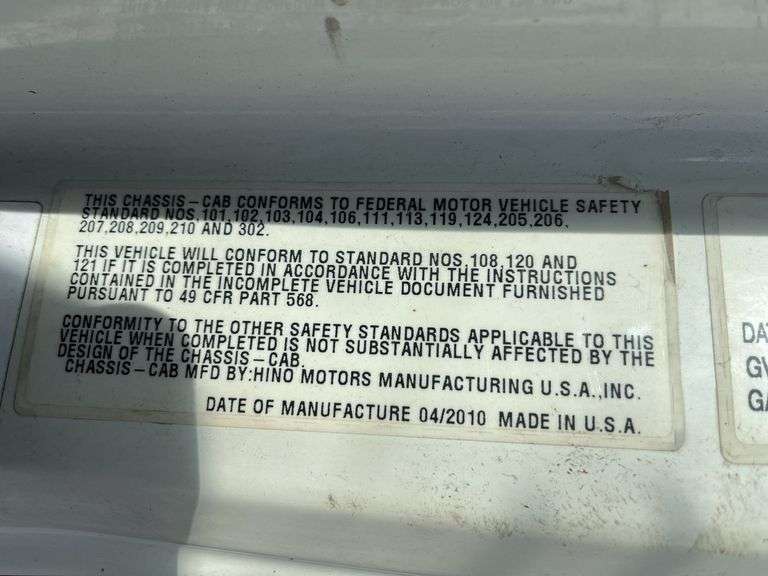 THIS CHASSIS-CAB CONFORMS TO FEDERAL MOTOR VEHICLE SAFETY
STANDARD NOS.101,102,103,104,106,111,113,119,124,205,206,
207,208,209,210 AND 302.
THIS VEHICLE WILL CONFORM TO STANDARD NOS.108,120 AND
121 IF IT IS COMPLETED IN ACCORDANCE WITH THE INSTRUCTIONS
CONTAINED IN THE INCOMPLETE VEHICLE DOCUMENT FURNISHED
PURSUANT TO 49 CFR PART 568.
CONFORMITY TO THE OTHER SAFETY STANDARDS APPLICABLE TO THIS
VEHICLE WHEN COMPLETED IS NOT SUBSTANTIALLY AFFECTED BY THE
DESIGN OF THE CHASSIS-CAB.
CHASSIS-CAB MFD BY:HINO MOTORS MANUFACTURING U.S.A.,INC.
DATE OF MANUFACTURE 04/2010 MADE IN U.S.A.
DA
GV
GA